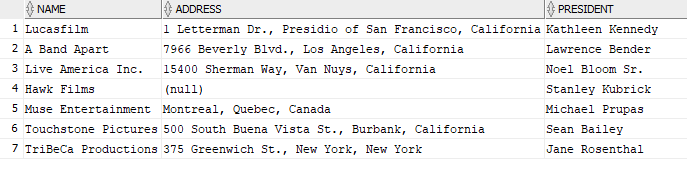 NAME ADDRESS PRESIDENT
1 Lucasfilm 1 Letterman Dr., Presidio of San Francisco, California Kathleen Kennedy
2 A Band Apart 7966 Beverly Blvd., Los Angeles, California Lawrence Bender
3 Live America Inc. 15400 Sherman Way, Van Nuys, California Noel Bloom Sr.
4 Hawk Films (null) Stanley Kubrick
5 Muse Entertainment Montreal, Quebec, Canada Michael Prupas
6 Touchstone Pictures 500 South Buena Vista St., Burbank, California Sean Bailey
7 TriBeCa Productions 375 Greenwich St., New York, New York Jane Rosenthal